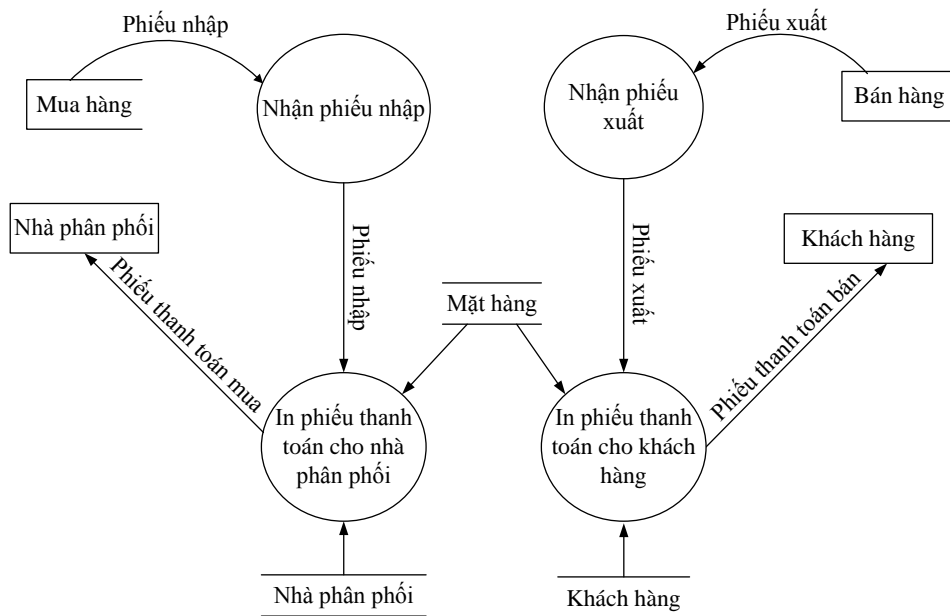 Phiếu nhập
Phiếu xuất
Mua hàng
Nhận phiếu nhập
Nhận phiếu
xuất
Bán hàng
Nhà phân phối
Phiếu nhập
Phiếu xuất
Khách hàng
Phiếu thanh toán mua
Mặt hàng
Phiếu thanh toán bán
In phiếu thanh
toán cho nhà
phân phối
In phiếu thanh
toán cho khách
hàng
Nhà phân phối
Khách hàng